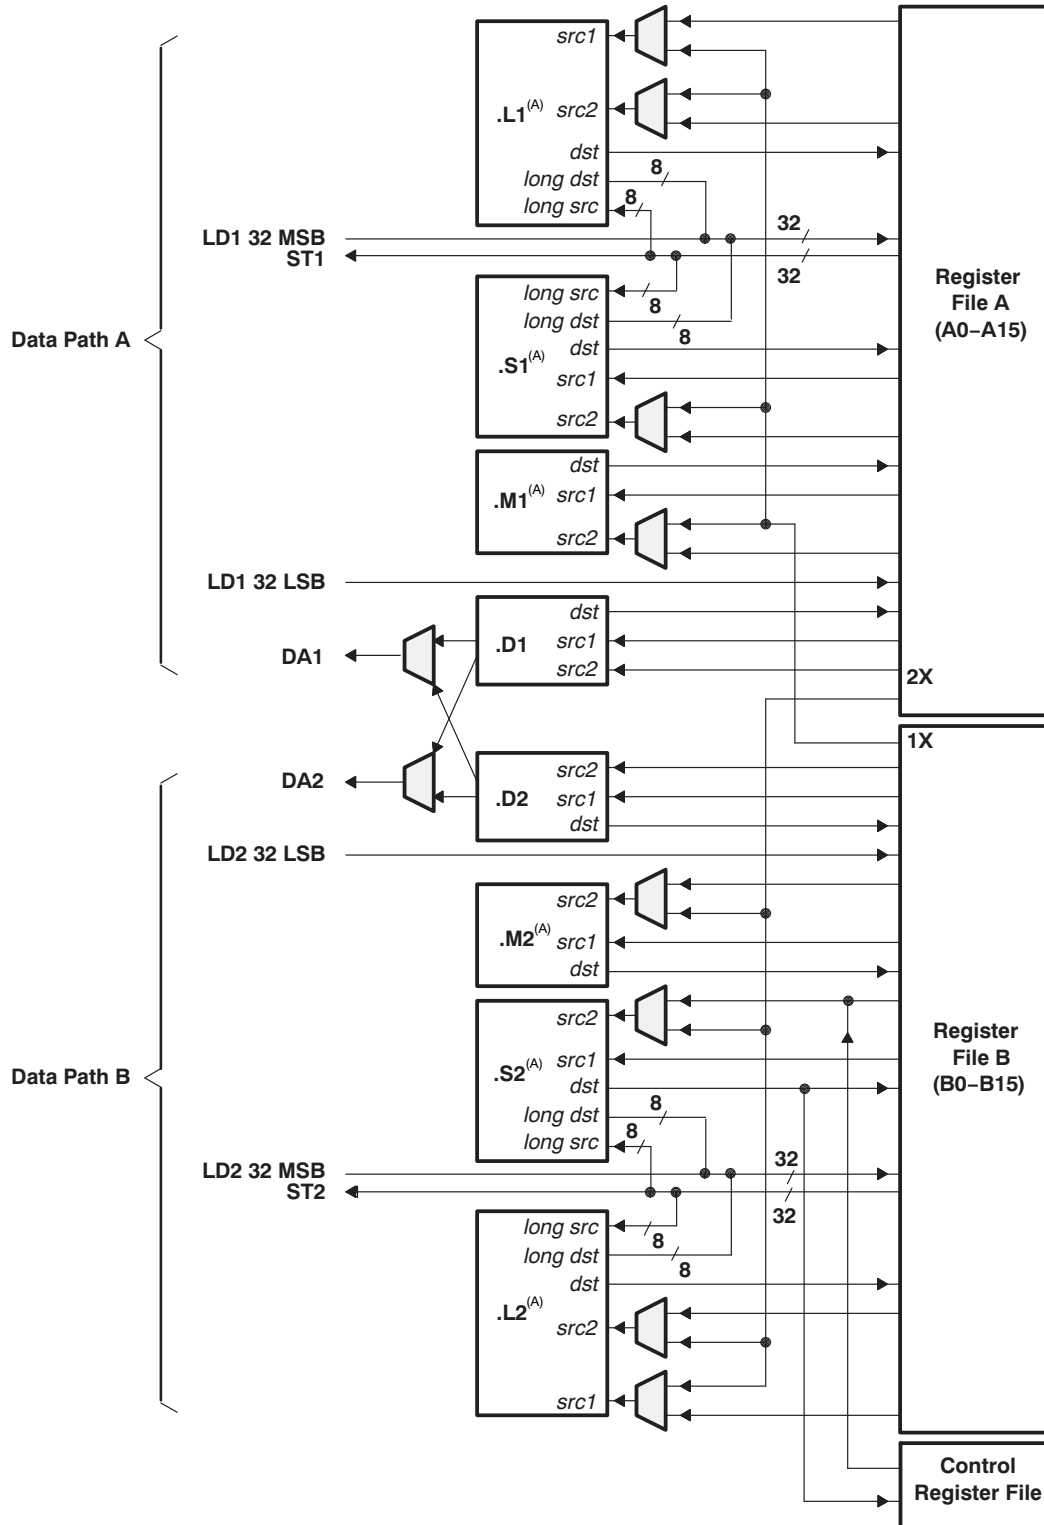 src1
.L1(A)
src2
dst
8
long dst
8
long src
LD1 32 MSB
32
ST1
32
Register
File A
(A0–A15)
long src
8
long dst
8
Data Path A
dst
.S1(A)
src1
src2
dst
.M1(A)
src1
src2
LD1 32 LSB
dst
.D1
src1
DA1
src2
2X
1X
src2
DA2
.D2
src1
dst
LD2 32 LSB
src2
.M2(A)
src1
dst
src2
Register
File B
(B0–B15)
src1
.S2(A)
Data Path B
dst
8
long dst
8
long src
LD2 32 MSB
32
ST2
32
long src
8
long dst
8
dst
.L2(A)
src2
src1
Control
Register File